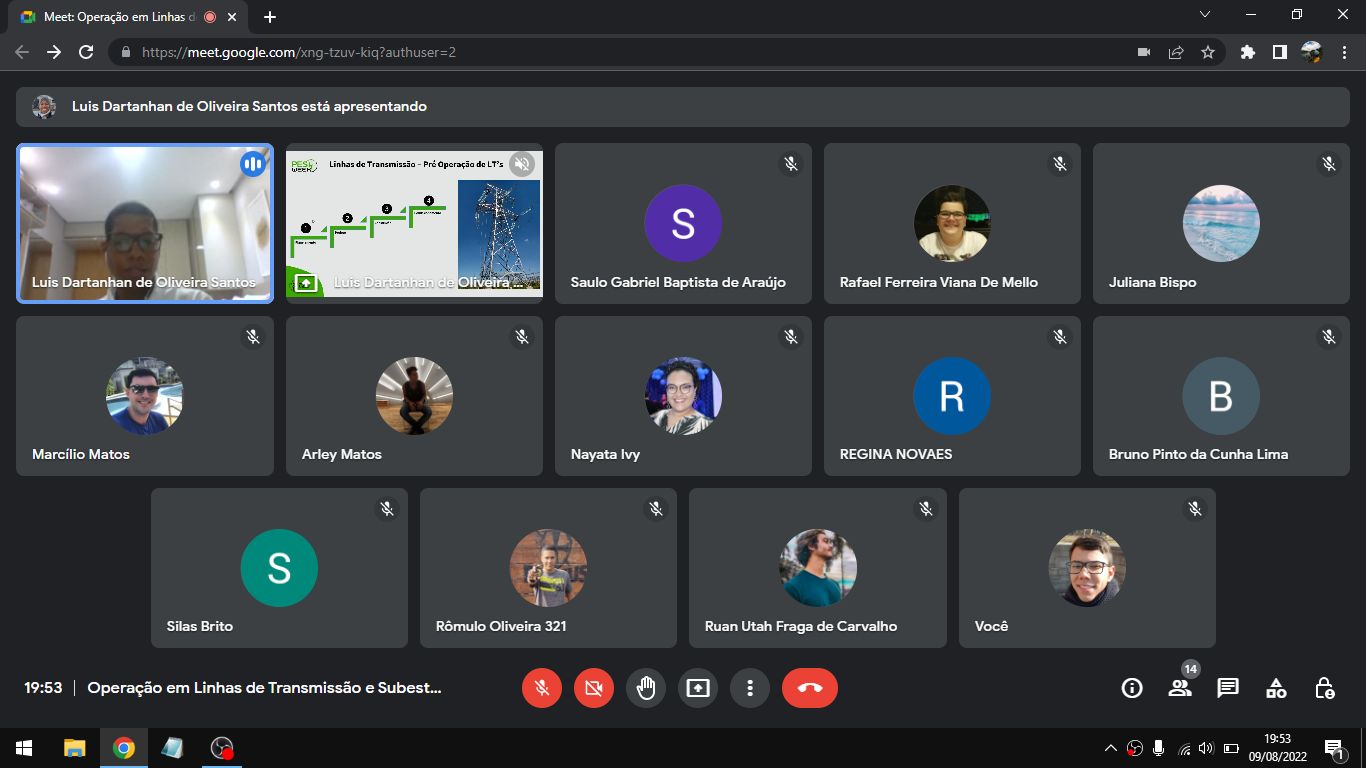 Meet: Operação em Linhas d
https://meet.google.com/xng-tzuv-kiq?authuser=2
Luis Dartanhan de Oliveira Santos está apresentando
Luis Dartanhan de Oliveira Santos
PES
WEEK
Linhas de Transmissão – Pré Operação de LT's
1
2
3
4
Luis Dartanhan de Oliveira ...
Saulo Gabriel Baptista de Araújo
Rafael Ferreira Viana De Mello
Juliana Bispo
S
Marcílio Matos
Arley Matos
Nayata Ivy
R
REGINA NOVAES
B
Bruno Pinto da Cunha Lima
S
Silas Brito
Rômulo Oliveira 321
Ruan Utah Fraga de Carvalho
Você
19:53
Operação em Linhas de Transmissão e Subest...
14
19:53
09/08/2022
1